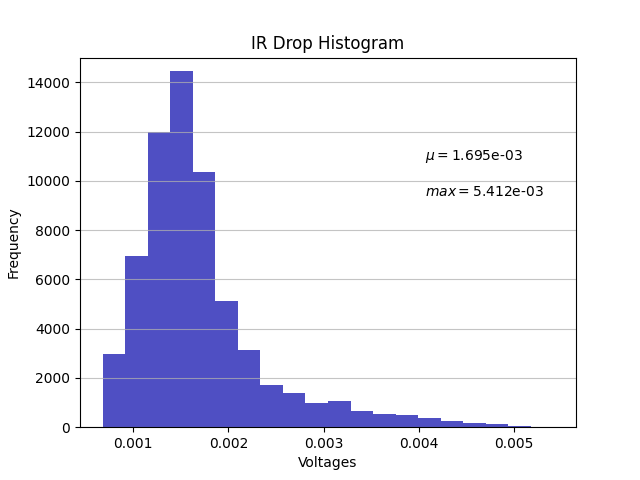 IR Drop Histogram
14000
12000
10000
8000
6000
4000
2000
0
Frequency
μ = 1.695e-03
max = 5.412e-03
0.001 0.002 0.003 0.004 0.005
Voltages